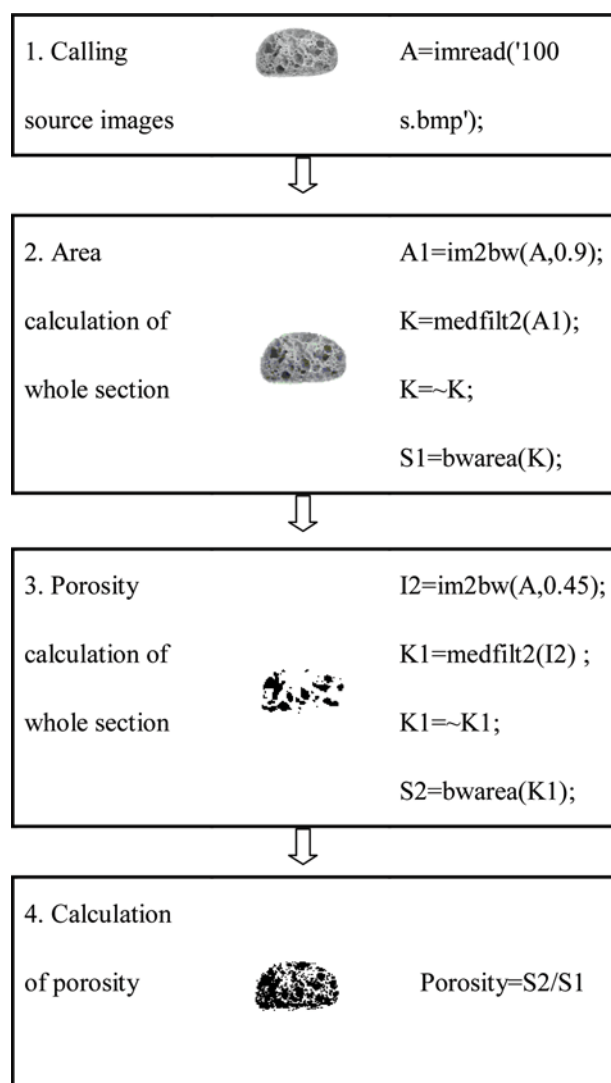 1. Calling
source images
A=imread('100
s.bmp');
2. Area
calculation of
whole section
A1=im2bw(A,0.9);
K=medfilt2(A1);
K=~K;
S1=bwarea(K);
3. Porosity
calculation of
whole section
I2=im2bw(A,0.45);
K1=medfilt2(I2) ;
K1=~K1;
S2=bwarea(K1);
4. Calculation
of porosity
Porosity=S2/S1